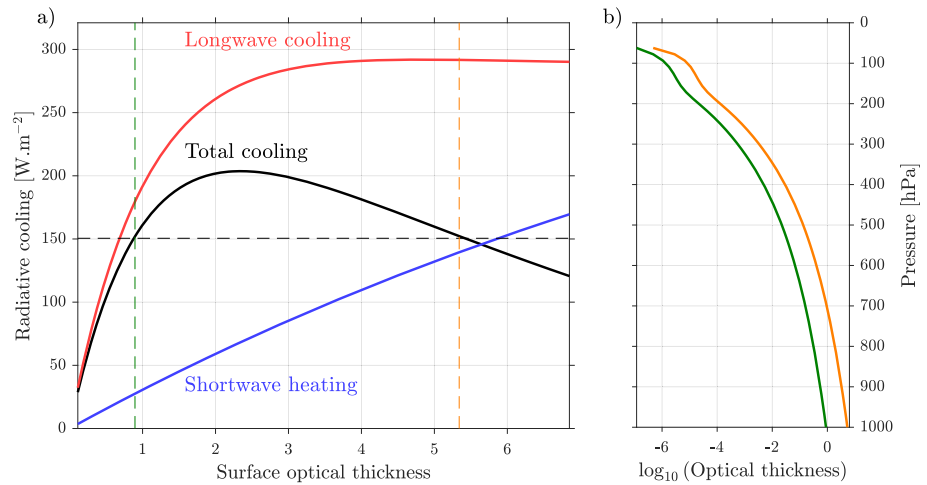 a)
Radiative cooling [W.m⁻²]
300
250
200
150
100
50
0
Longwave cooling
Total cooling
Shortwave heating
1 2 3 4 5 6
Surface optical thickness
b)
0
100
200
300
400
500
600
700
800
900
1000
Pressure [hPa]
-6 -4 -2 0
log₁₀ (Optical thickness)